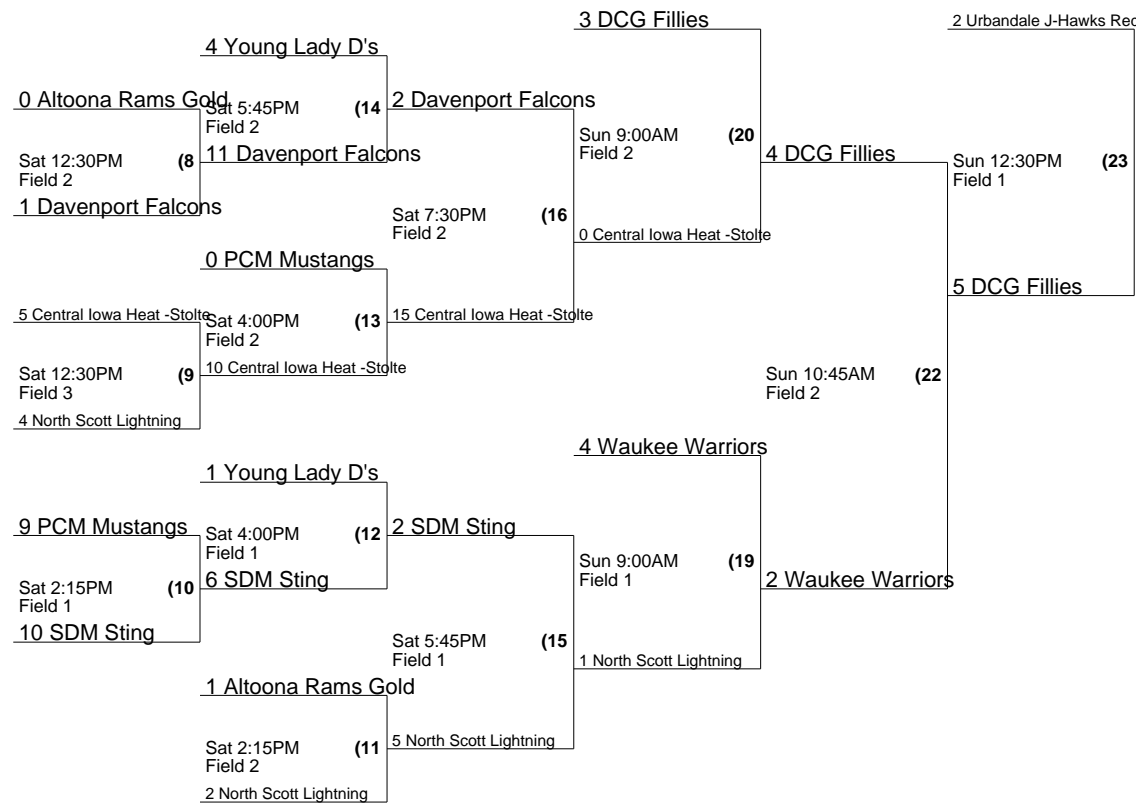 3 DCG Fillies
2 Urbandale J-Hawks Rec
4 Young Lady D's
0 Altoona Rams Gold
Sat 5:45PM (14
Field 2
2 Davenport Falcons
Sun 9:00AM (20
Field 2
Sat 12:30PM (8
Field 2
11 Davenport Falcons
4 DCG Fillies
Sun 12:30PM (23
Field 1
1 Davenport Falcons
Sat 7:30PM (16
Field 2
0 Central Iowa Heat -Stolte
0 PCM Mustangs
5 DCG Fillies
5 Central Iowa Heat -Stolte
Sat 4:00PM (13
Field 2
15 Central Iowa Heat -Stolte
Sat 12:30PM (9
Field 3
10 Central Iowa Heat -Stolte
Sun 10:45AM (22
Field 2
4 North Scott Lightning
4 Waukee Warriors
1 Young Lady D's
9 PCM Mustangs
Sat 4:00PM (12
Field 1
2 SDM Sting
Sun 9:00AM (19
Field 1
Sat 2:15PM (10
Field 1
6 SDM Sting
2 Waukee Warriors
10 SDM Sting
Sat 5:45PM (15
Field 1
1 North Scott Lightning
1 Altoona Rams Gold
Sat 2:15PM (11
Field 2
5 North Scott Lightning
2 North Scott Lightning